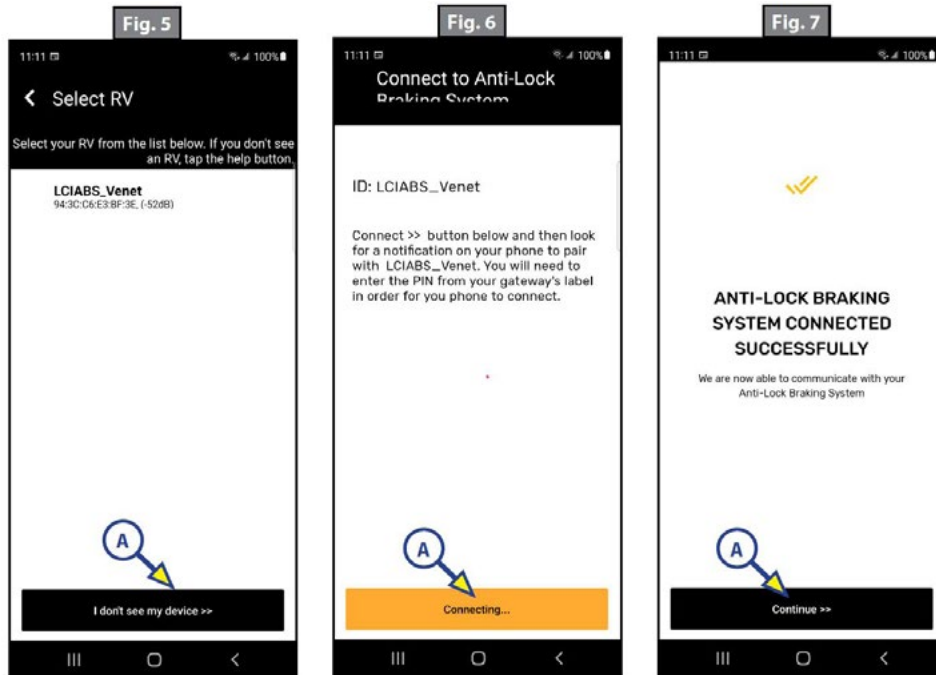 Fig. 5
11:11
100%
Select RV
Select your RV from the list below. If you don't see
an RV, tap the help button.
LCIABS_Venet
94:3C:C6:E3:BF:3E, (-52dB)
A
I don't see my device >>
Fig. 6
11:11
100%
Connect to Anti-Lock
Braking System
ID: LCIABS_Venet
Connect >> button below and then look
for a notification on your phone to pair
with LCIABS_Venet. You will need to
enter the PIN from your gateway's label
in order for you phone to connect.
A
Connecting...
Fig. 7
11:11
100%
ANTI-LOCK BRAKING
SYSTEM CONNECTED
SUCCESSFULLY
We are now able to communicate with your
Anti-Lock Braking System
A
Continue >>